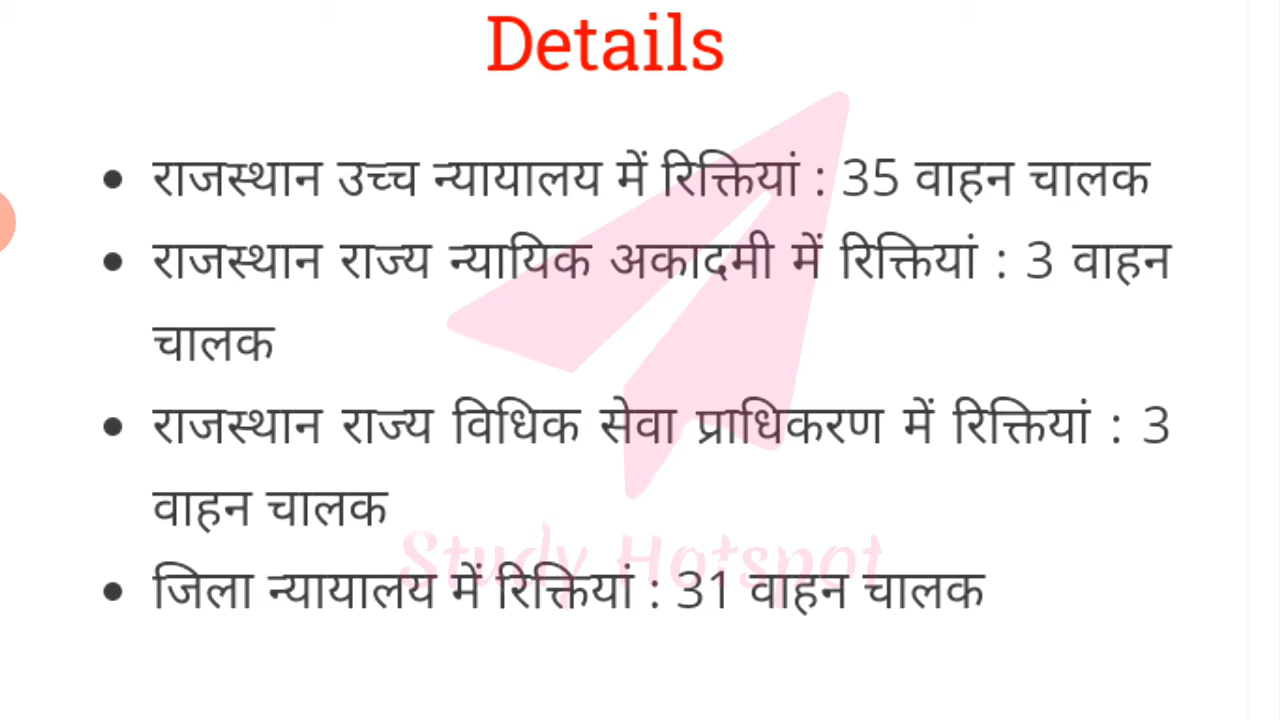 Details
• राजस्थान उच्च न्यायालय में रिक्तियां : 35 वाहन चालक
• राजस्थान राज्य न्यायिक अकादमी में रिक्तियां : 3 वाहन
चालक
• राजस्थान राज्य विधिक सेवा प्राधिकरण में रिक्तियां : 3
वाहन चालक
Study Hotspot
• जिला न्यायालय में रिक्तियां : 31 वाहन चालक